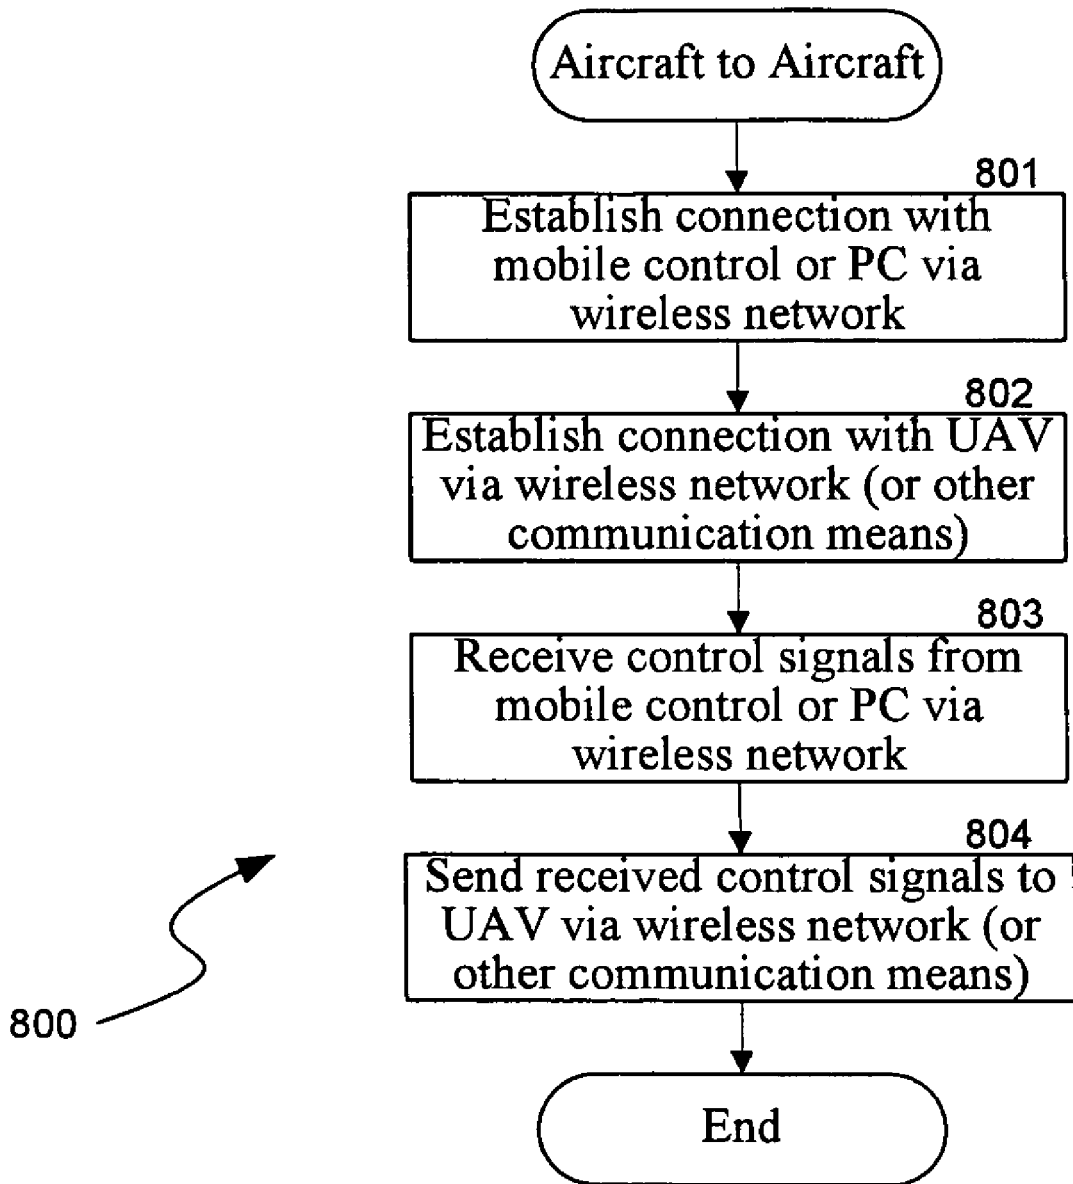 Aircraft to Aircraft
801
Establish connection with
mobile control or PC via
wireless network
802
Establish connection with UAV
via wireless network (or other
communication means)
803
Receive control signals from
mobile control or PC via
wireless network
804
Send received control signals to
UAV via wireless network (or
other communication means)
800
End